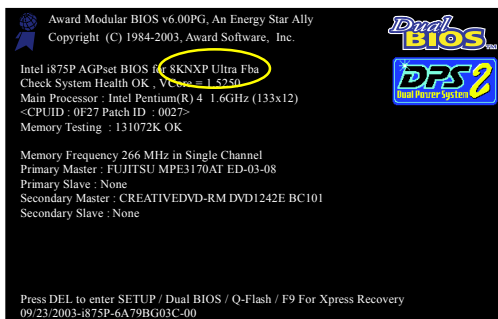 Award Modular BIOS v6.00PG, An Energy Star Ally
Copyright (C) 1984-2003, Award Software, Inc.
Dual
BIOS TM
Intel i875P AGPset BIOS for 8KNXP Ultra Fba
Check System Health OK , VCore = 1.5250
Main Processor : Intel Pentium(R) 4 1.6GHz (133x12)
<CPUID : 0F27 Patch ID : 0027>
Memory Testing : 131072K OK
DPS 2
Dual Power System
Memory Frequency 266 MHz in Single Channel
Primary Master : FUJITSU MPE3170AT ED-03-08
Primary Slave : None
Secondary Master : CREATIVEDVD-RM DVD1242E BC101
Secondary Slave : None
Press DEL to enter SETUP / Dual BIOS / Q-Flash / F9 For Xpress Recovery
09/23/2003-i875P-6A79BG03C-00